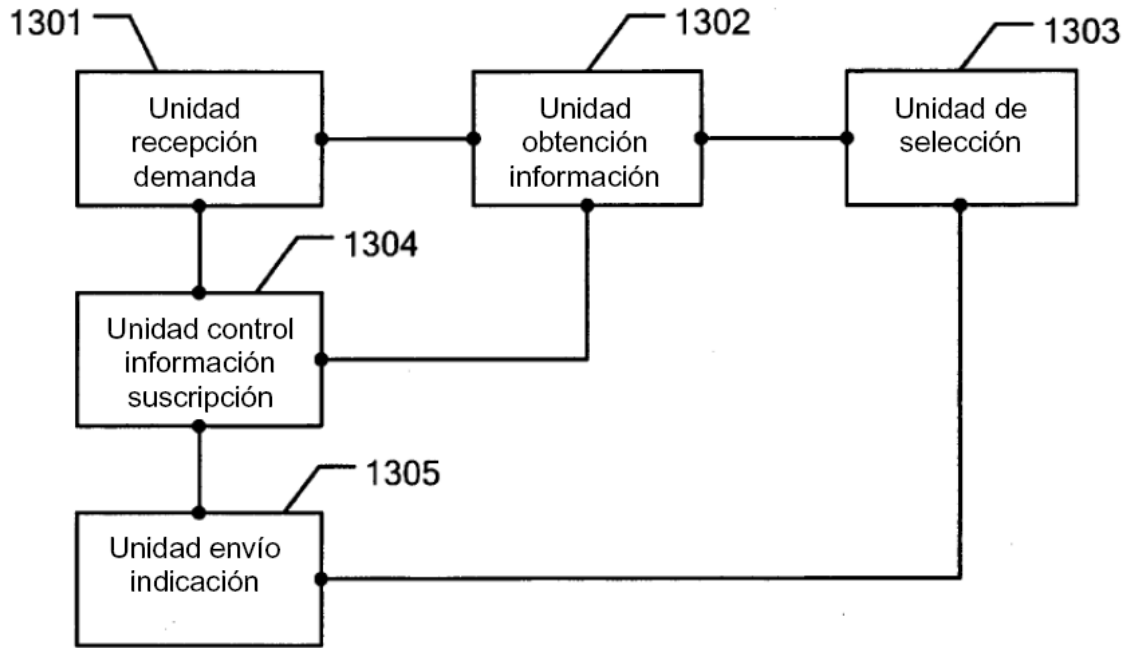 1301
1302
1303
Unidad
recepción
demanda
Unidad
obtención
información
Unidad de
selección
1304
Unidad control
información
suscripción
1305
Unidad envío
indicación